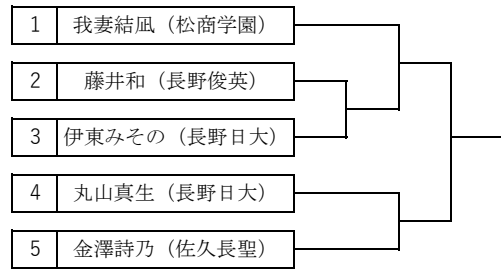 1 我妻結凪（松商学園）
2 藤井和（長野俊英）
3 伊東みその（長野日大）
4 丸山真生（長野日大）
5 金澤詩乃（佐久長聖）